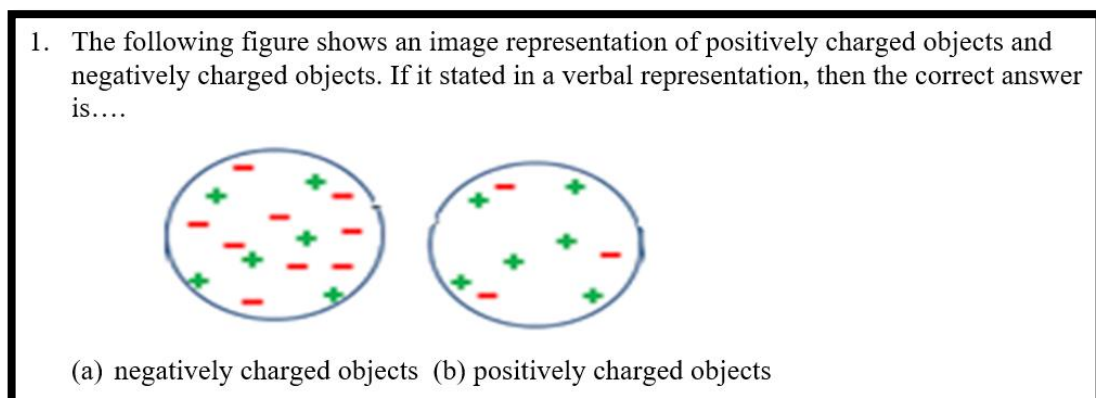 1. The following figure shows an image representation of positively charged objects and
negatively charged objects. If it stated in a verbal representation, then the correct answer
is….
(a) negatively charged objects (b) positively charged objects